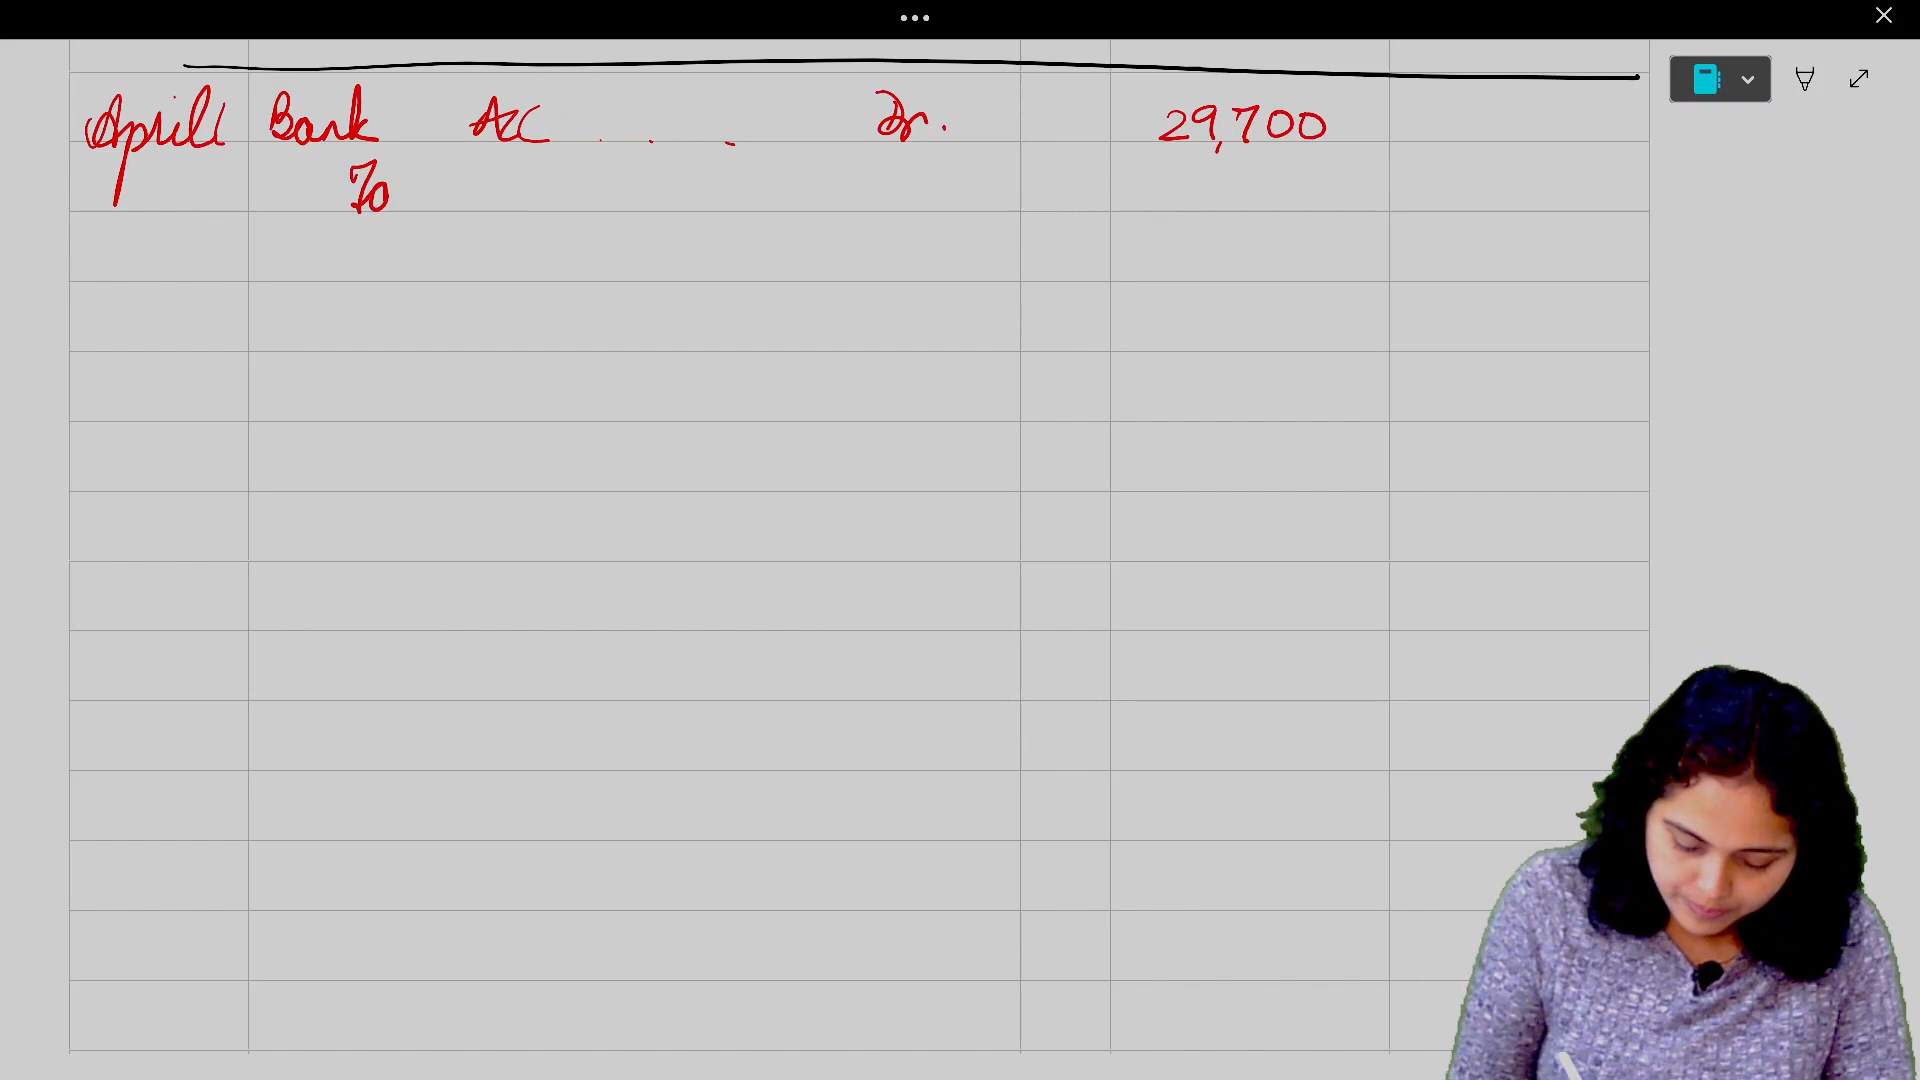 April Bank A/C . . . Dr. 29,700
To